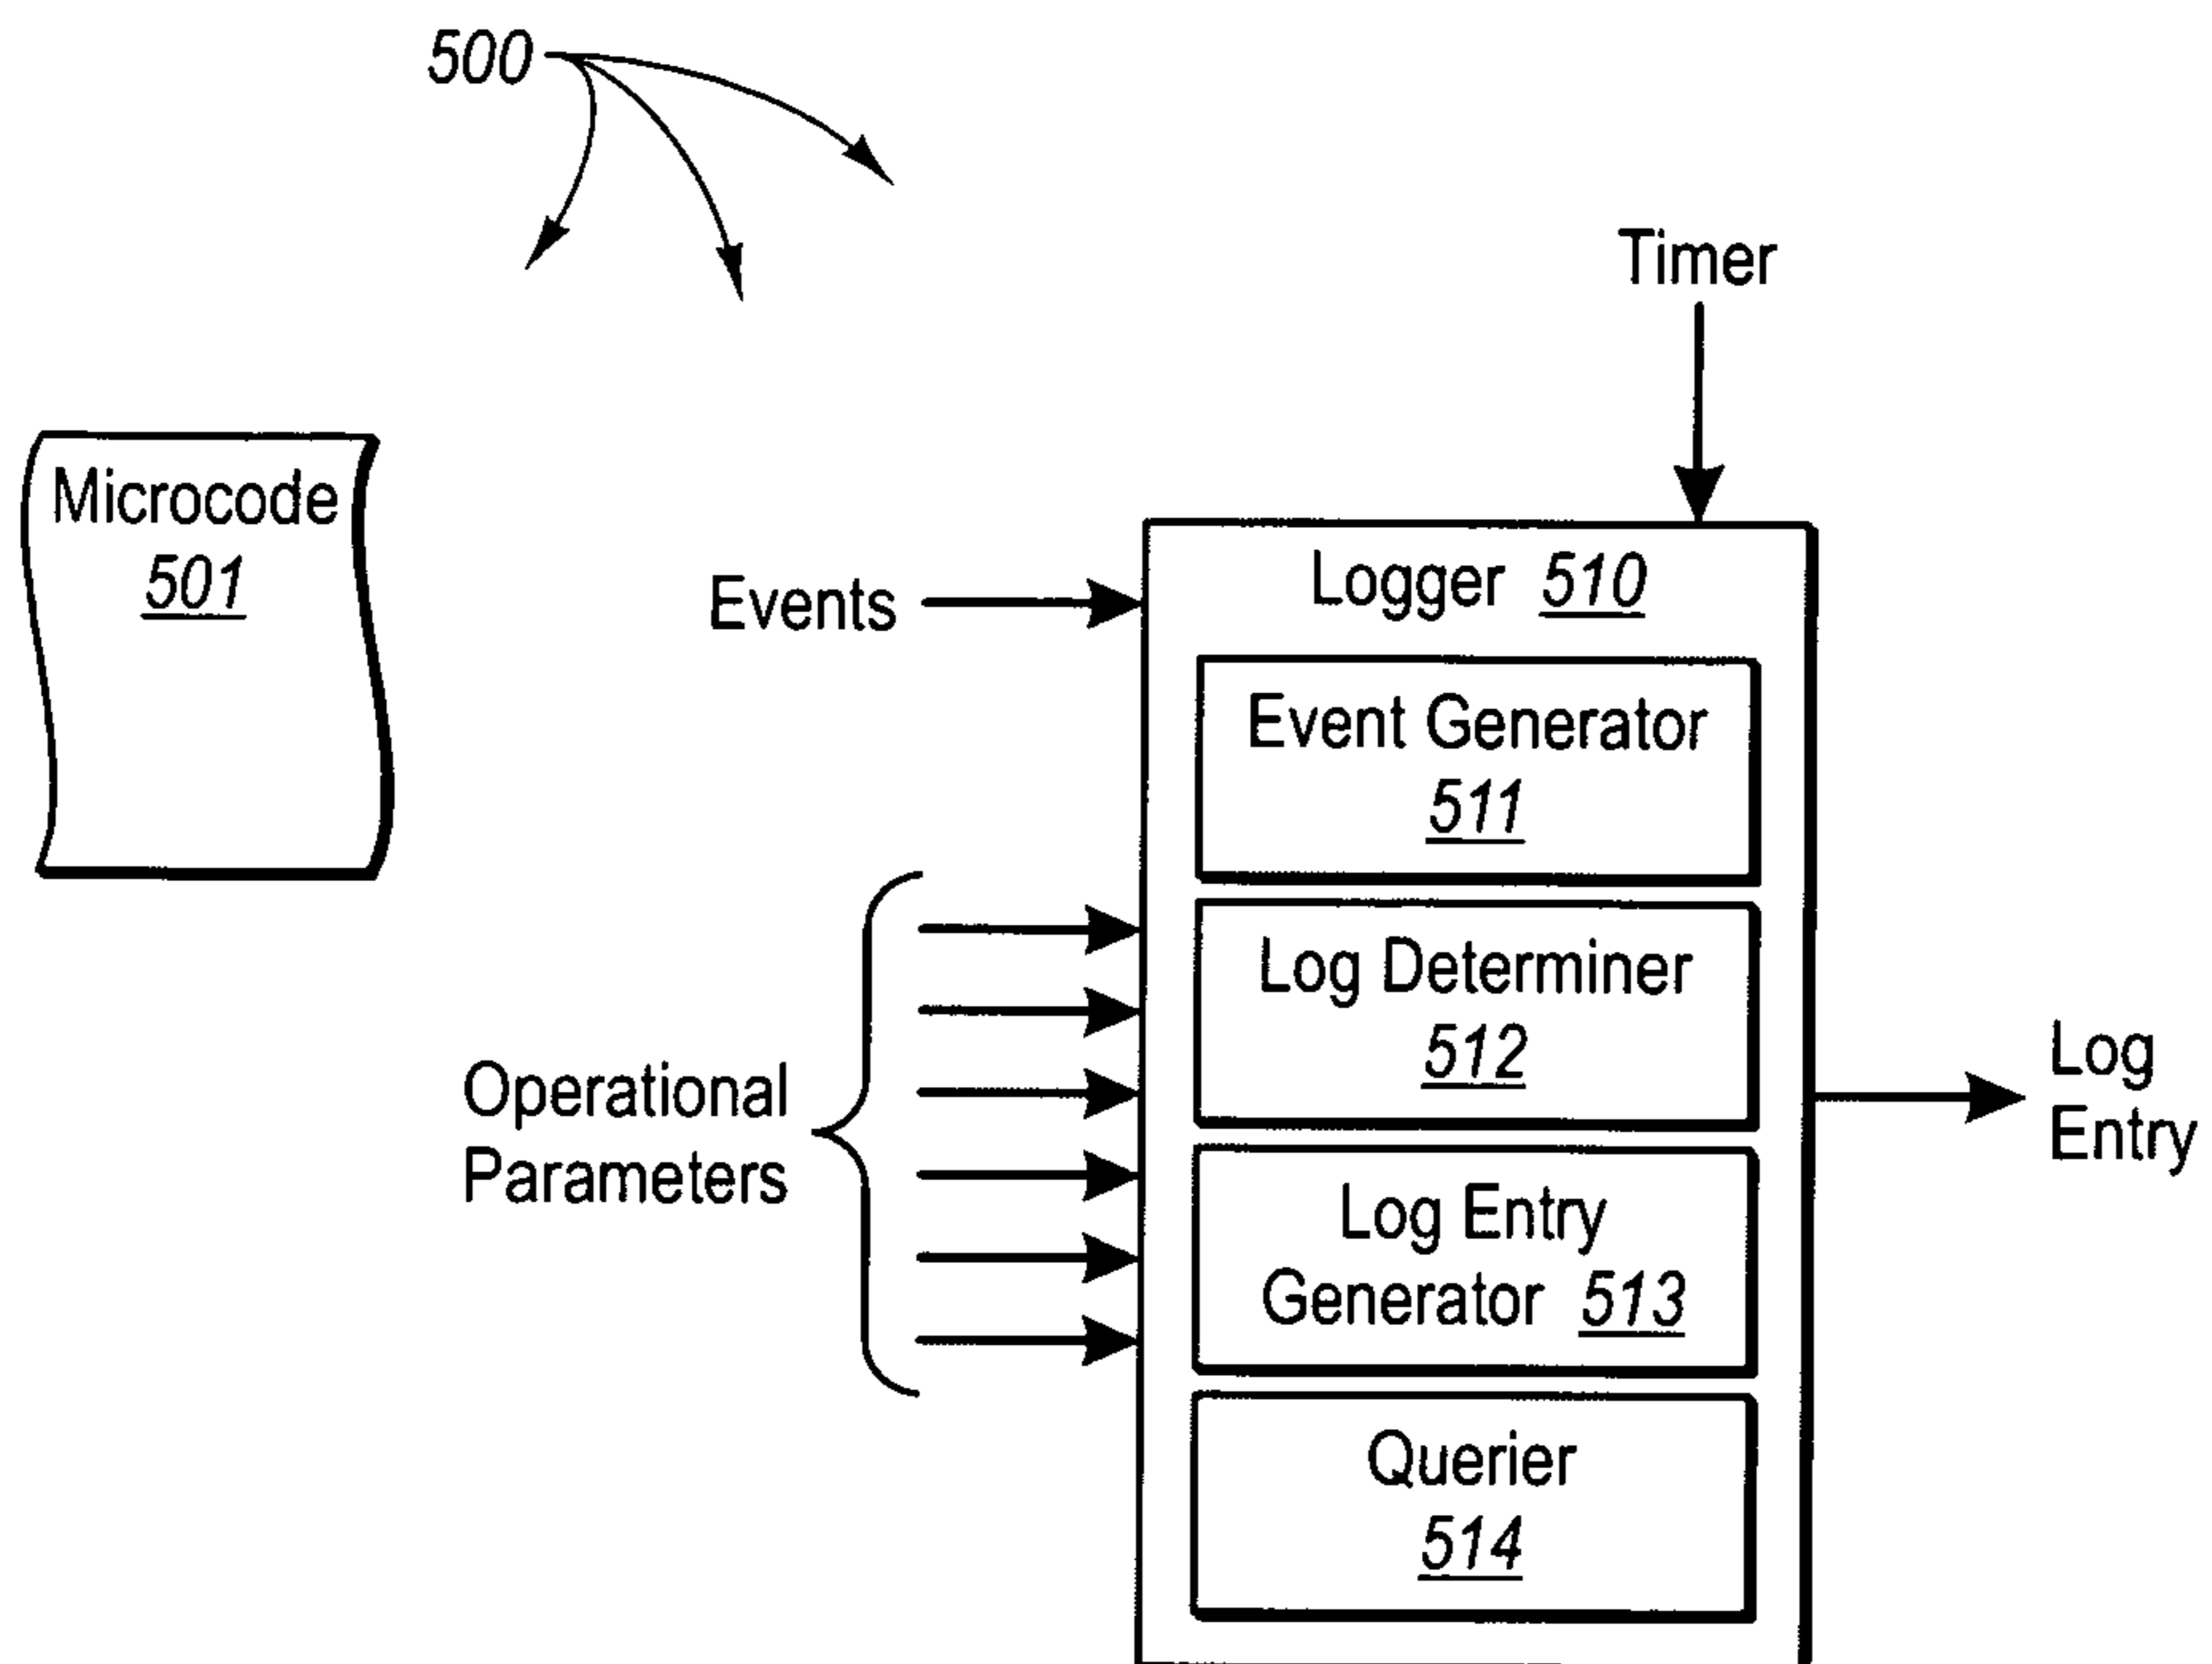 500
Timer
Microcode
501
Events
Logger 510
Event Generator
511
Log Determiner
512
Operational
Parameters
Log
Entry
Log Entry
Generator 513
Querier
514